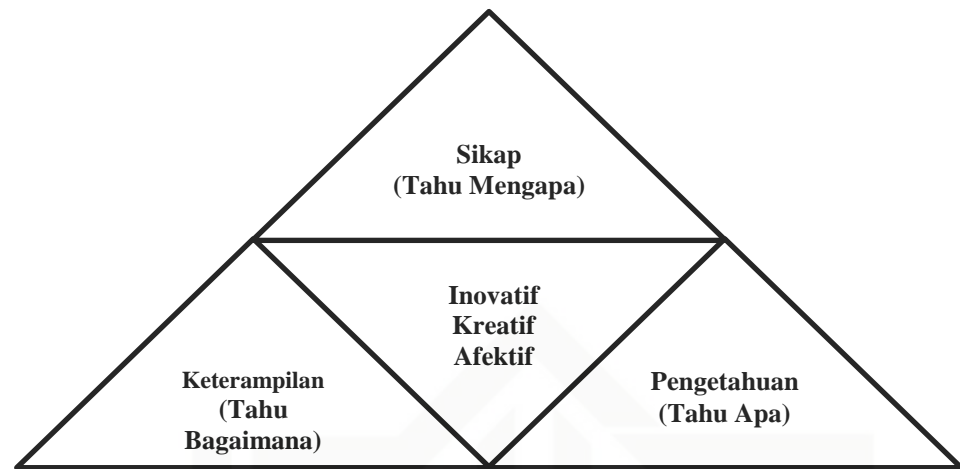 Sikap
(Tahu Mengapa)
Inovatif
Kreatif
Afektif
Keterampilan
(Tahu
Bagaimana)
Pengetahuan
(Tahu Apa)